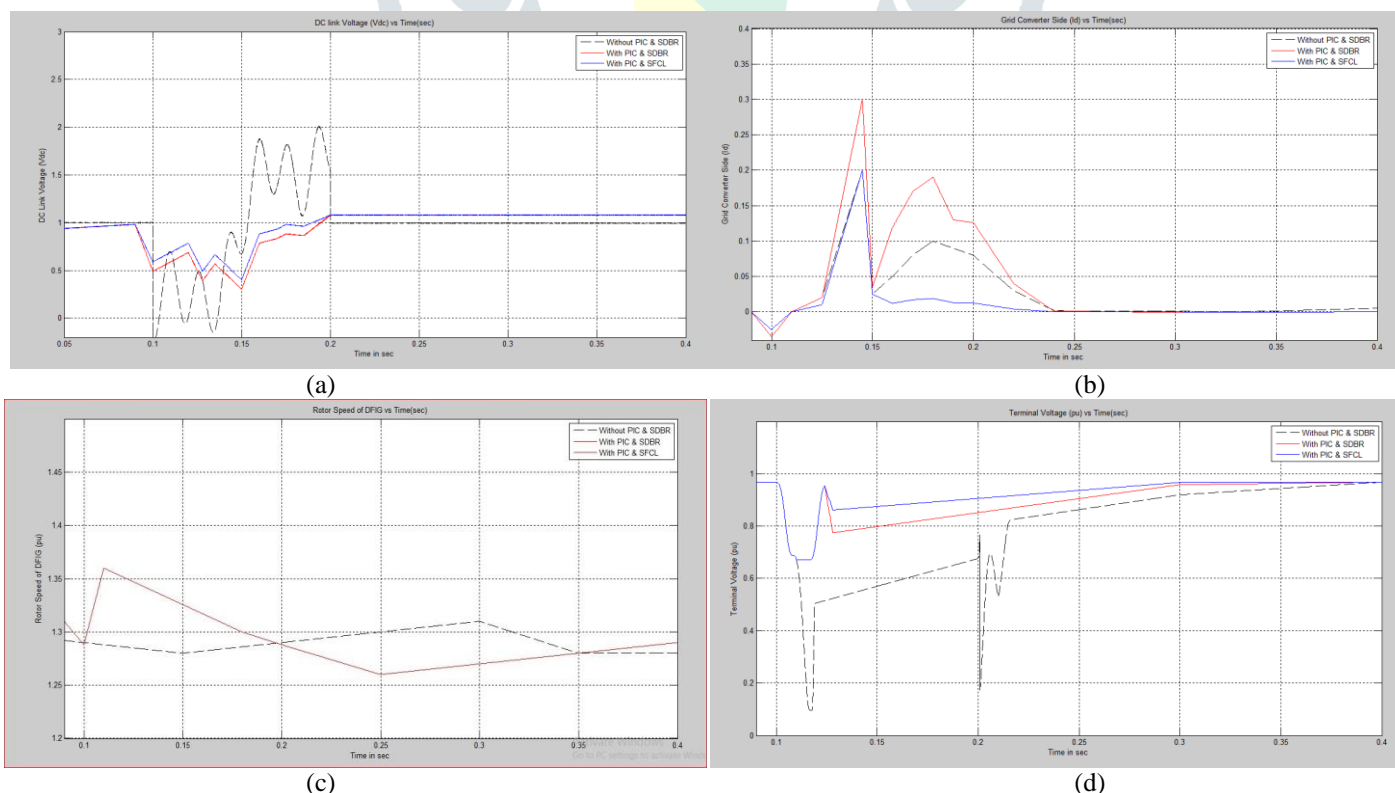 DC link Voltage (Vdc) vs Time(sec)
3
2
1.5
1
0.5
0
0.05
0.1
0.15
0.2
0.25
0.3
0.35
0.4
DC Link Voltage (Vdc)
Time in sec
Without PIC & SDBR
With PIC & SDBR
With PIC & SFCL
(a)
Grid Converter Side (Id) vs Time(sec)
0.4
0.3
0.25
0.2
0.15
0.1
0.05
0
0.1
0.15
0.2
0.25
0.3
0.35
0.4
Grid Converter Side (Id)
Time in sec
Without PIC & SDBR
With PIC & SDBR
With PIC & SFCL
(b)
Rotor Speed of DFIG vs Time(sec)
1.45
1.4
1.35
1.3
1.25
1.2
0.1
0.15
0.2
0.25
0.3
0.35
0.4
Rotor Speed of DFIG (pu)
Time in sec
Without PIC & SDBR
With PIC & SDBR
With PIC & SFCL
Windows
Go to PC settings to activate
(c)
Terminal Voltage (pu) vs Time(sec)
1
0.8
0.6
0.4
0.2
0
0.1
0.15
0.2
0.25
0.3
0.35
0.4
Terminal Voltage (pu)
Time in sec
Without PIC & SDBR
With PIC & SDBR
With PIC & SFCL
(d)